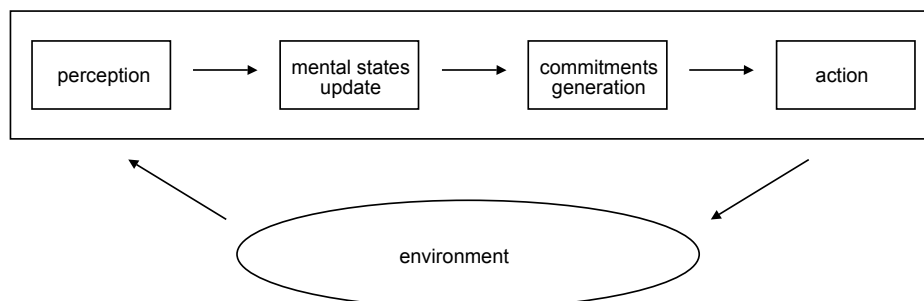 perception
mental states
update
commitments
generation
action
environment